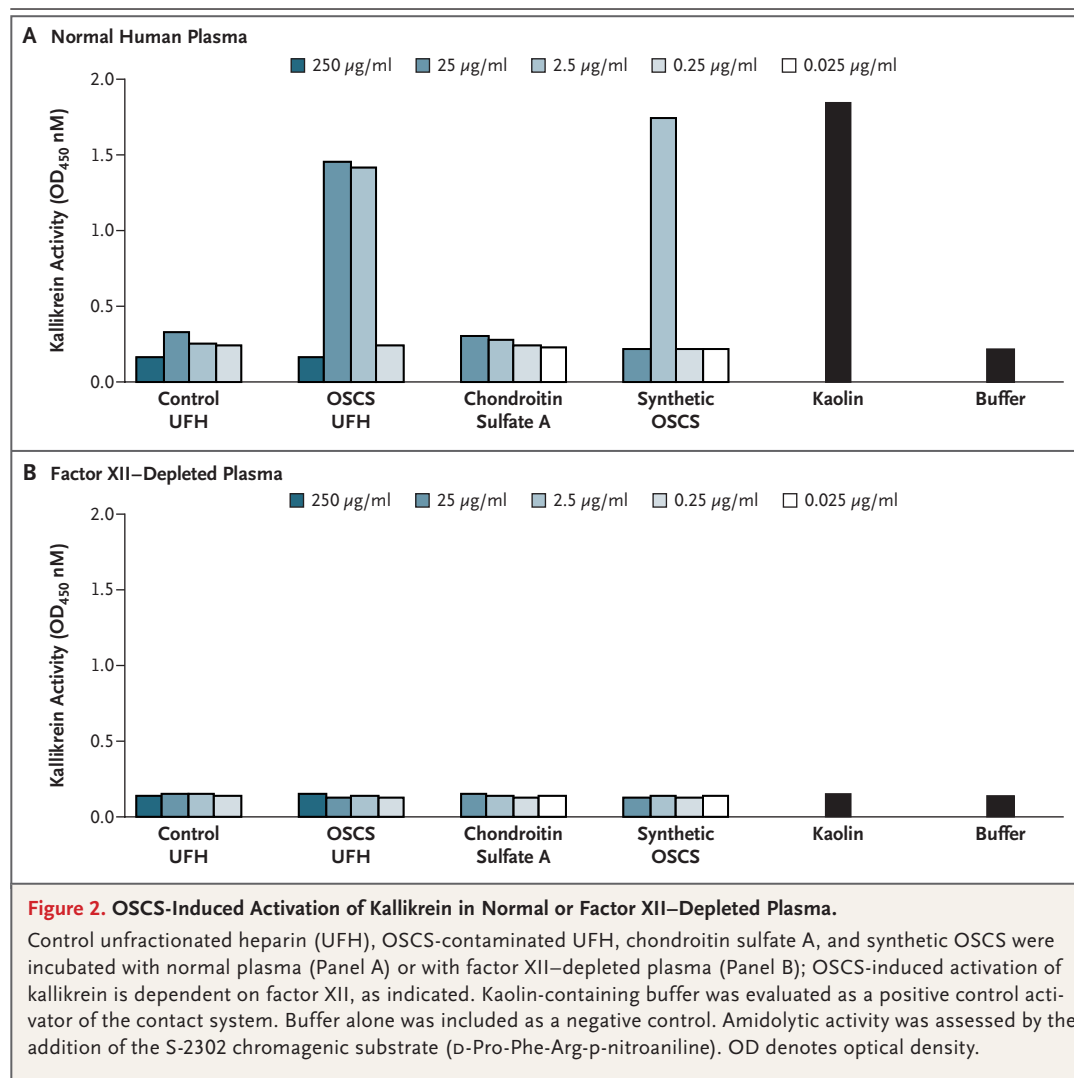 A Normal Human Plasma
250 µg/ml 25 µg/ml 2.5 µg/ml 0.25 µg/ml 0.025 µg/ml
Kallikrein Activity (OD450 nM)
2.0
1.5
1.0
0.5
0.0
Control UFH
OSCS UFH
Chondroitin Sulfate A
Synthetic OSCS
Kaolin
Buffer
B Factor XII–Depleted Plasma
250 µg/ml 25 µg/ml 2.5 µg/ml 0.25 µg/ml 0.025 µg/ml
Kallikrein Activity (OD450 nM)
2.0
1.5
1.0
0.5
0.0
Control UFH
OSCS UFH
Chondroitin Sulfate A
Synthetic OSCS
Kaolin
Buffer
Figure 2. OSCS-Induced Activation of Kallikrein in Normal or Factor XII–Depleted Plasma.
Control unfractionated heparin (UFH), OSCS-contaminated UFH, chondroitin sulfate A, and synthetic OSCS were
incubated with normal plasma (Panel A) or with factor XII–depleted plasma (Panel B); OSCS-induced activation of
kallikrein is dependent on factor XII, as indicated. Kaolin-containing buffer was evaluated as a positive control acti-
vator of the contact system. Buffer alone was included as a negative control. Amidolytic activity was assessed by the
addition of the S-2302 chromagenic substrate (D-Pro-Phe-Arg-p-nitroaniline). OD denotes optical density.